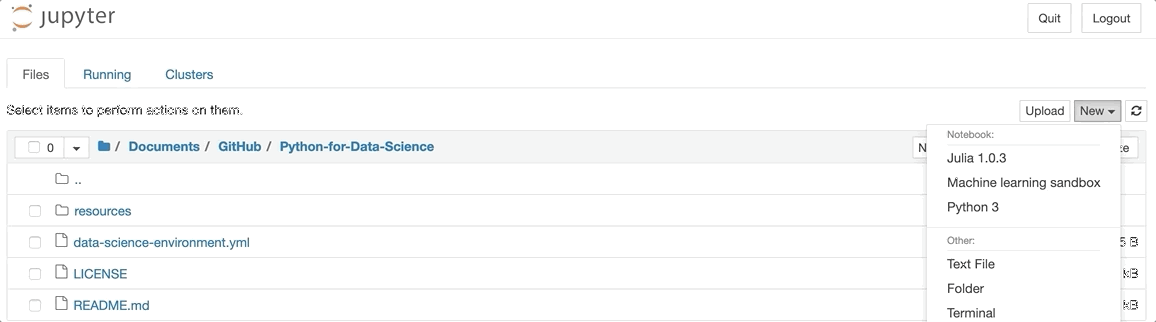 jupyter
Quit Logout
Files Running Clusters
Select items to perform actions on them.
Upload New
0 / Documents / GitHub / Python-for-Data-Science
Notebook:
Julia 1.0.3
Machine learning sandbox
Python 3
Other:
Text File
Folder
Terminal
..
resources
data-science-environment.yml
B
LICENSE
kB
README.md
kB